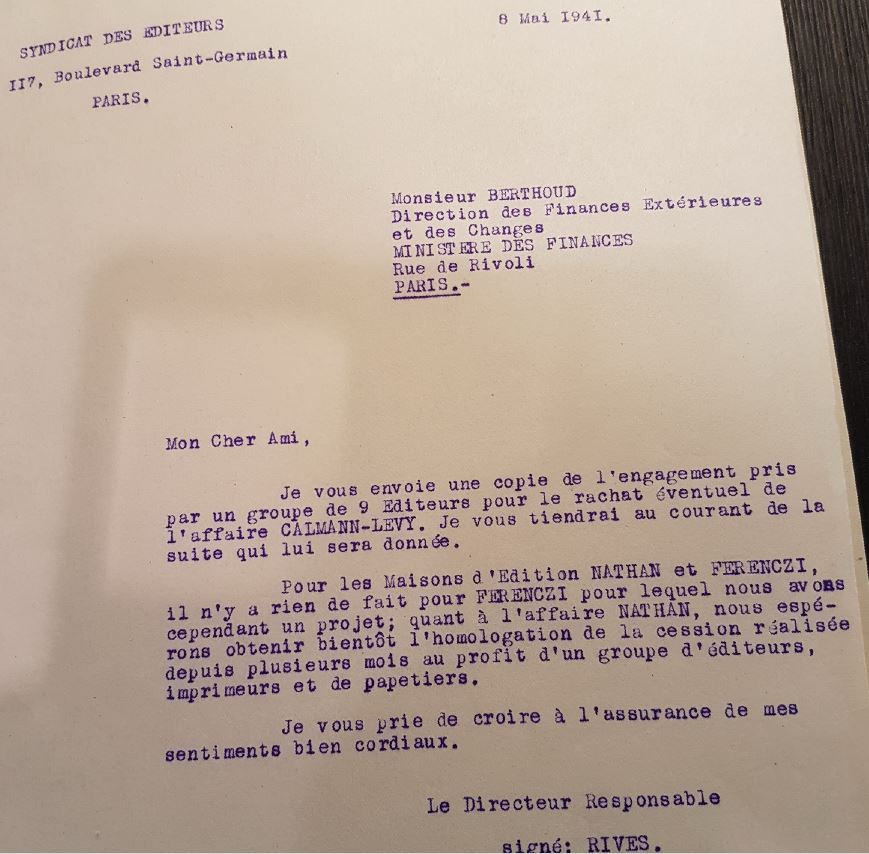 SYNDICAT DES EDITEURS
8 Mai I94I.
II7, Boulevard Saint-Germain
PARIS.
Monsieur BERTHOUD
Direction des Finances Extérieures
et des Changes
MINISTERE DES FINANCES
Rue de Rivoli
PARIS.-
Mon Cher Ami,
Je vous envoie une copie de l'engagement pris
par un groupe de 9 Editeurs pour le rachat éventuel de
l'affaire CALMANN-LEVY. Je vous tiendrai au courant de la
suite qui lui sera donnée.
Pour les Maisons d'Edition NATHAN et FERENCZI,
il n'y a rien de fait pour FERENCZI pour lequel nous avons
cependant un projet; quant à l'affaire NATHAN, nous espé-
rons obtenir bientôt l'homologation de la cession réalisée
depuis plusieurs mois au profit d'un groupe d'éditeurs,
imprimeurs et de papetiers.
Je vous prie de croire à l'assurance de mes
sentiments bien cordiaux.
Le Directeur Responsable
signé: RIVES.